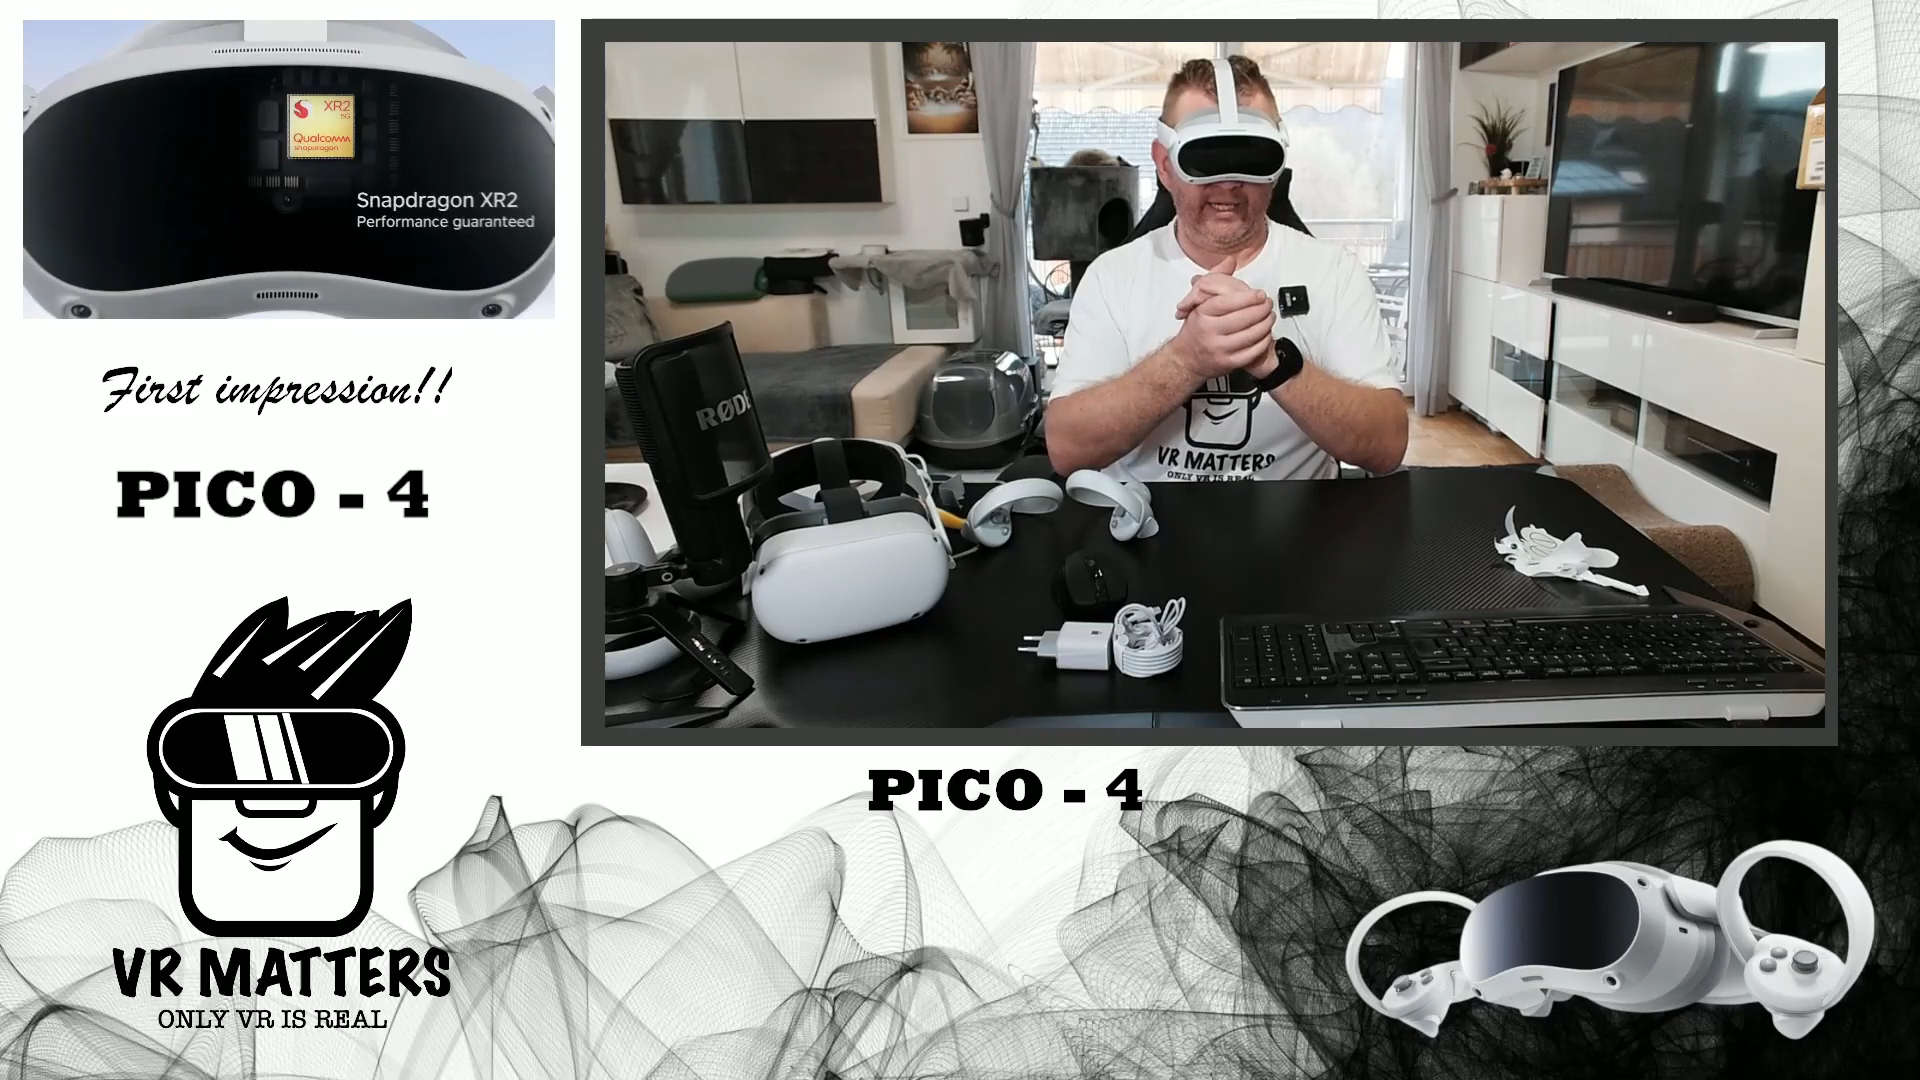 XR2
5G
Qualcomm
snapdragon
Snapdragon XR2
Performance guaranteed
First impression!!
PICO - 4
VR MATTERS
ONLY VR IS REAL
RØDE
VR MATTERS
ONLY VR IS REAL
PICO - 4